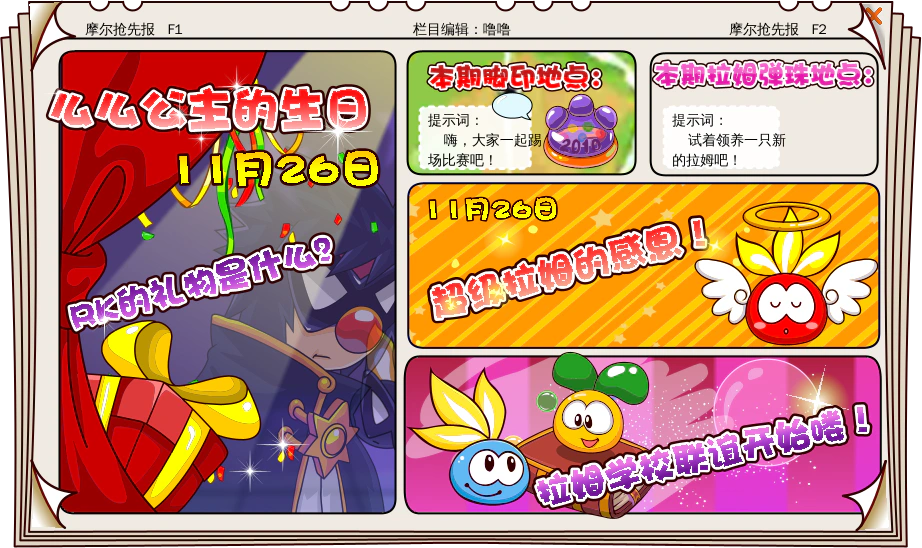 摩尔抢先报 F1
栏目编辑：噜噜
摩尔抢先报 F2
么么公主的生日
11月26日
RK的礼物是什么？
本期脚印地点：
提示词：
嗨，大家一起踢
场比赛吧！
2010
本期拉姆弹珠地点：
提示词：
试着领养一只新
的拉姆吧！
11月26日
超级拉姆的感恩！
拉姆学校联谊开始喽！